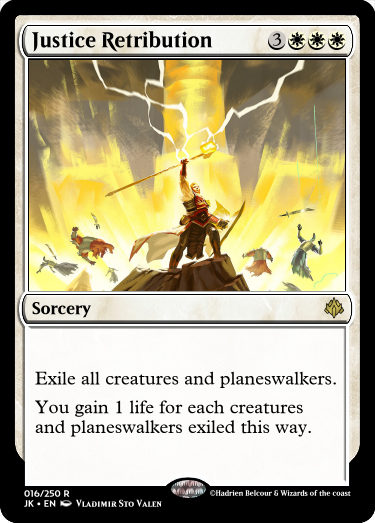 Justice Retribution 3
Sorcery
Exile all creatures and planeswalkers.
You gain 1 life for each creatures
and planeswalkers exiled this way.
016/250 R
JK • EN Vladimir Sto Valen
©Hadrien Belcour & Wizards of the coast